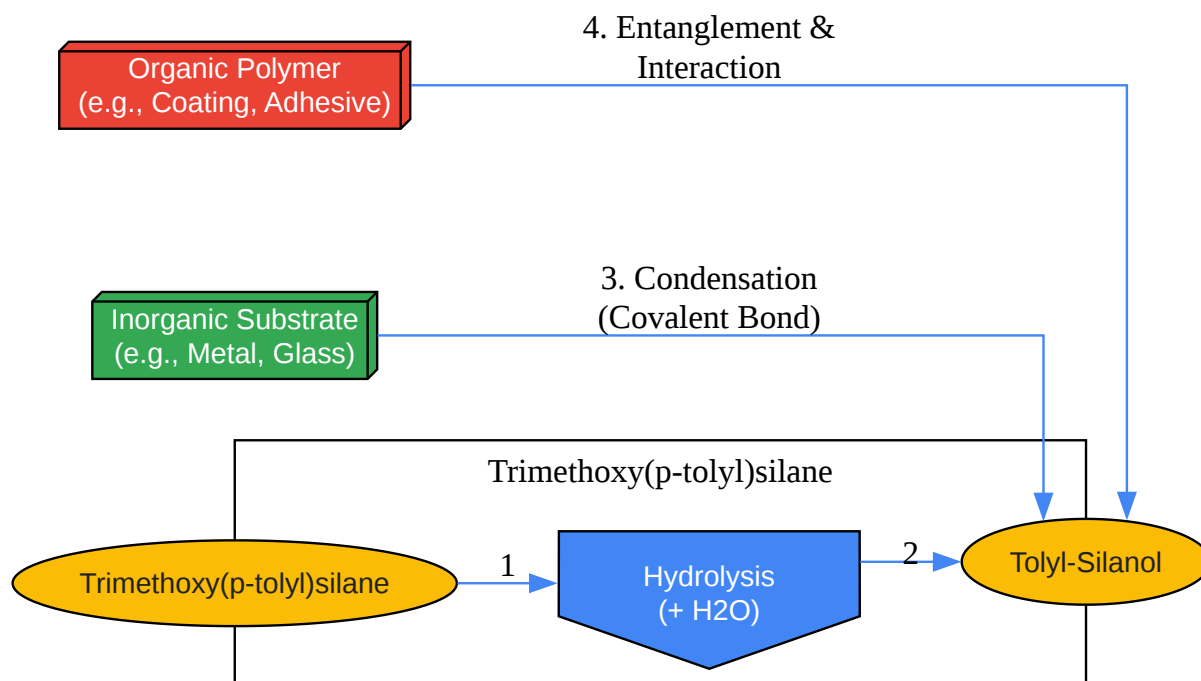 4. Entanglement &
Interaction
Organic Polymer
(e.g., Coating, Adhesive)
3. Condensation
(Covalent Bond)
Inorganic Substrate
(e.g., Metal, Glass)
Trimethoxy(p-tolyl)silane
Trimethoxy(p-tolyl)silane
1
Hydrolysis
(+ H2O)
2
Tolyl-Silanol